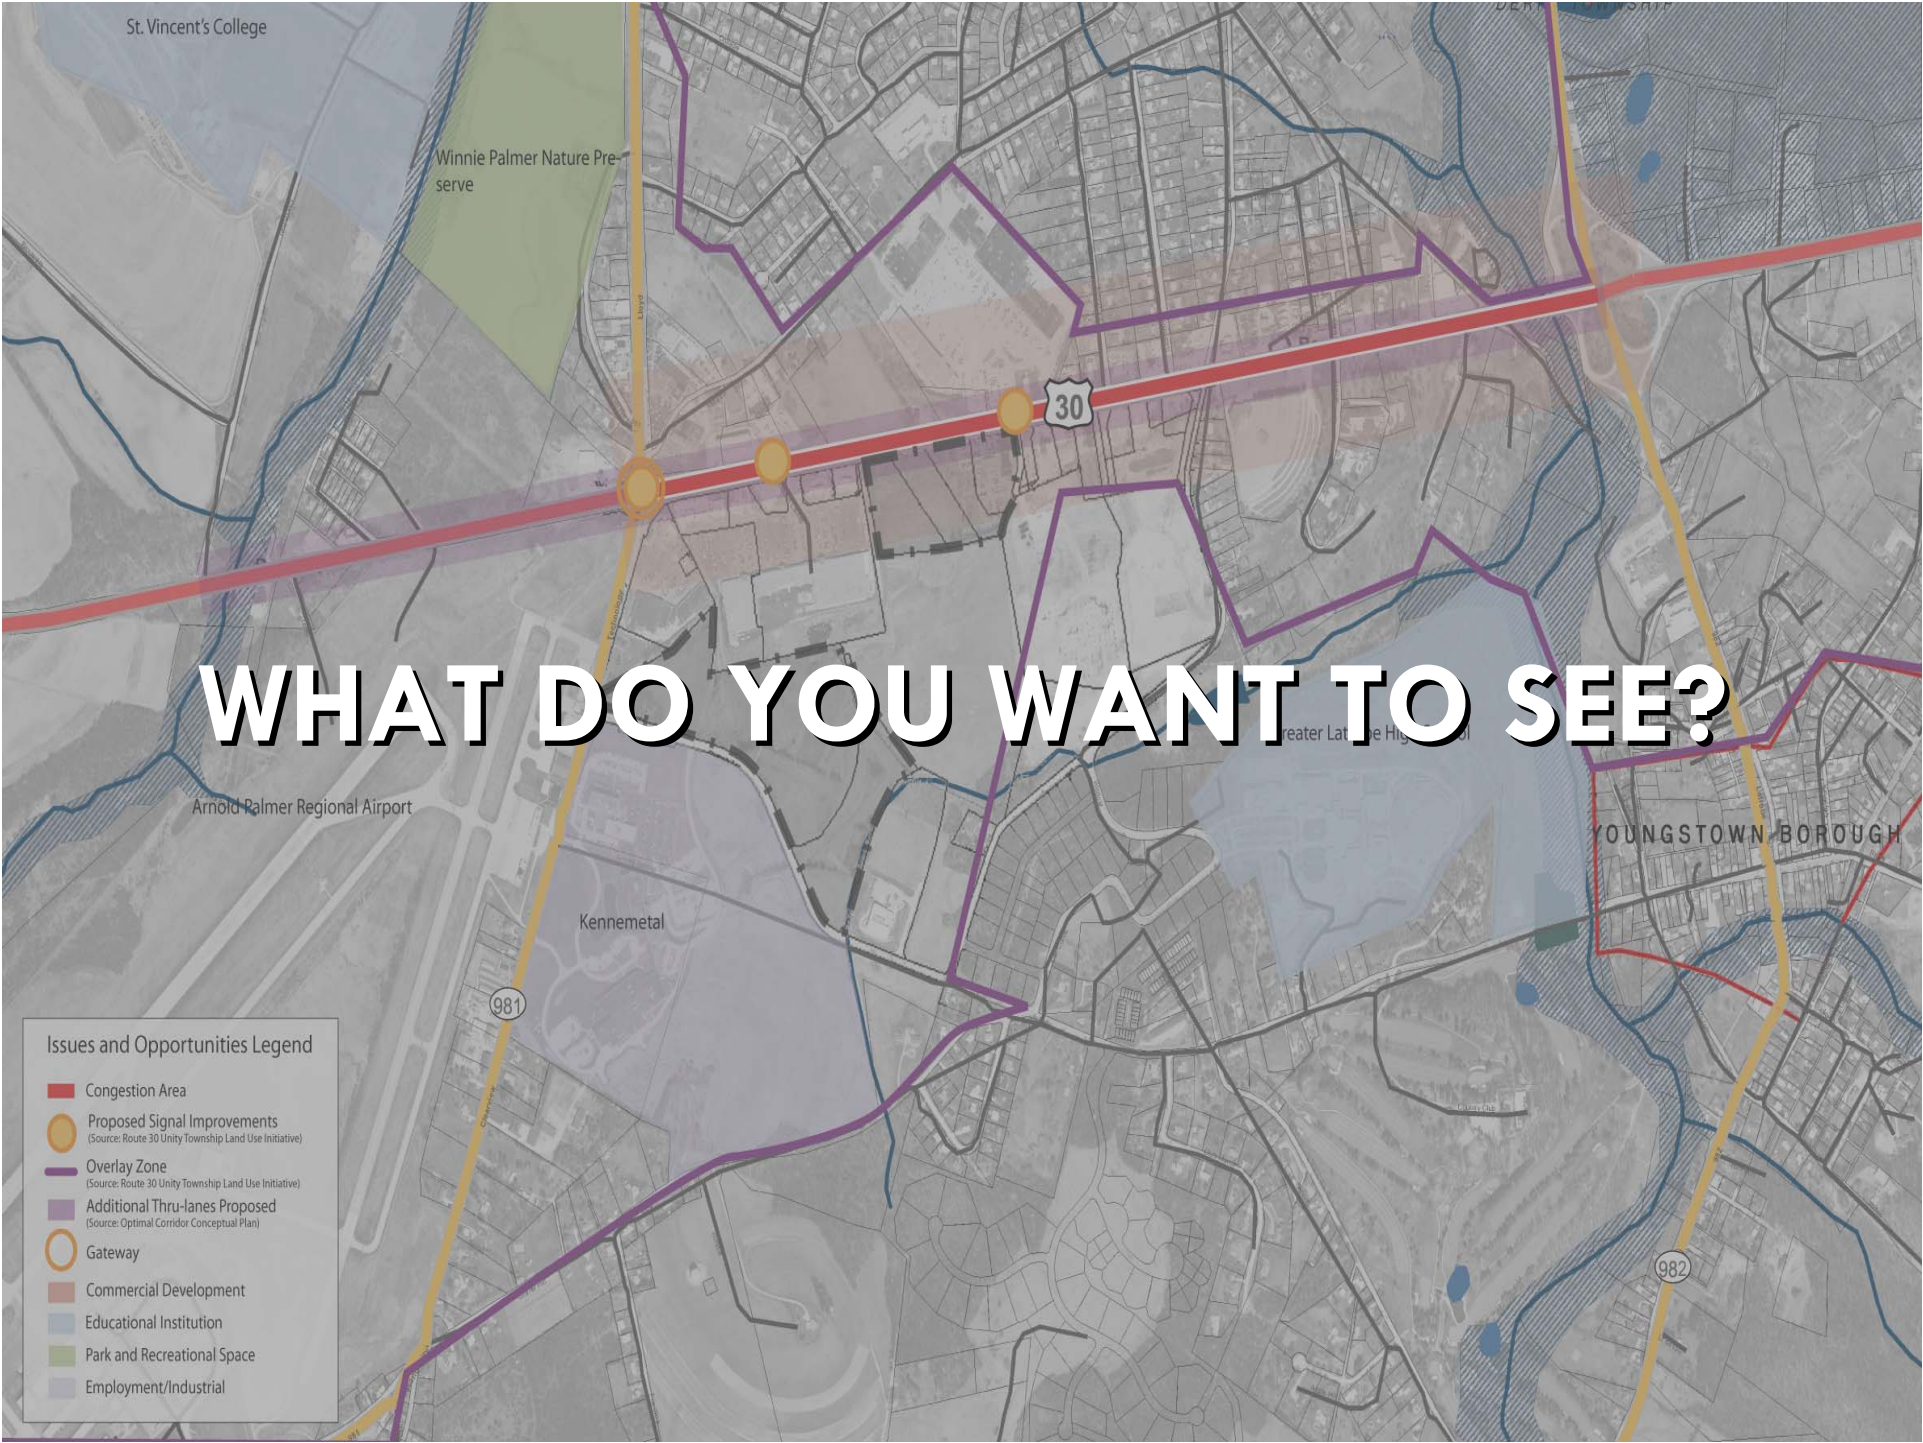 St. Vincent's College
Winnie Palmer Nature Pre-
serve
Lloyd
30
Technology
WHAT DO YOU WANT TO SEE?
Arnold Palmer Regional Airport
YOUNGSTOWN BOROUGH
Kennemetal
981
982
Issues and Opportunities Legend
Congestion Area
Proposed Signal Improvements
(Source: Route 30 Unity Township Land Use Initiative)
Overlay Zone
(Source: Route 30 Unity Township Land Use Initiative)
Additional Thru-lanes Proposed
(Source: Optimal Corridor Conceptual Plan)
Gateway
Commercial Development
Educational Institution
Park and Recreational Space
Employment/Industrial